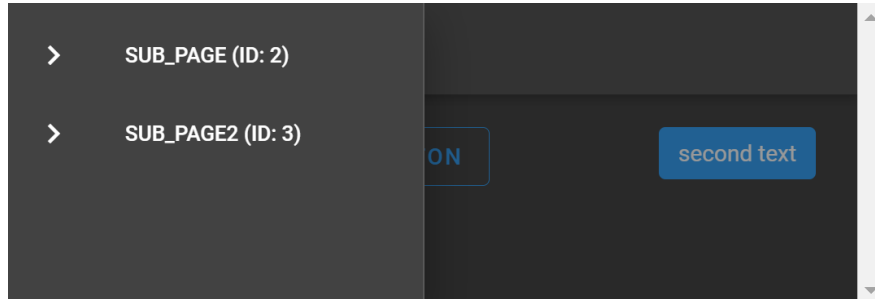 SUB_PAGE (ID: 2)
SUB_PAGE2 (ID: 3)
ON
second text